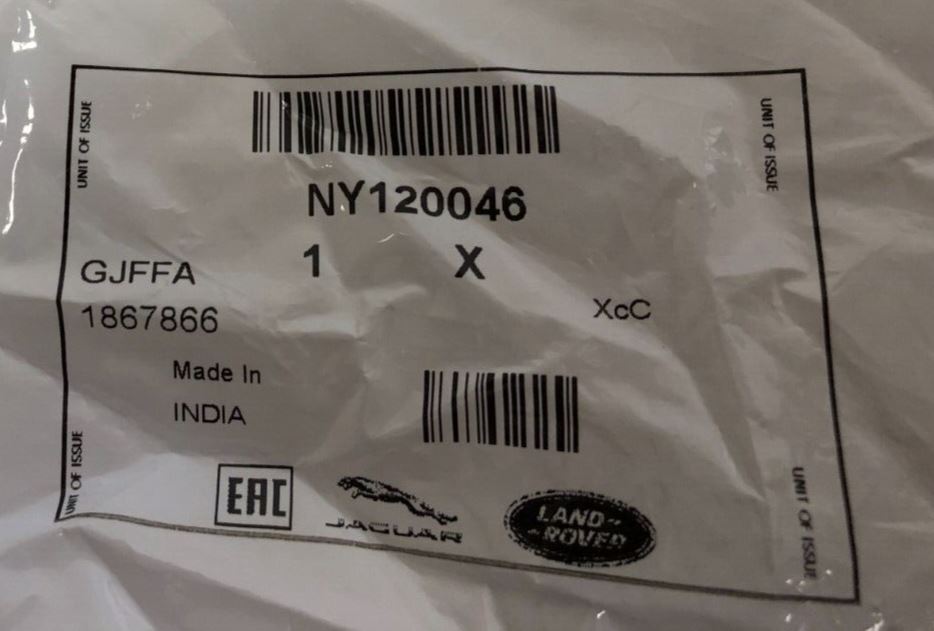 UNIT OF ISSUE
UNIT OF ISSUE
NY120046
1 X
GJFFA
XcC
1867866
Made In
INDIA
UNIT OF ISSUE
UNIT OF ISSUE
EAC
JAGUAR
LAND-
-ROVER